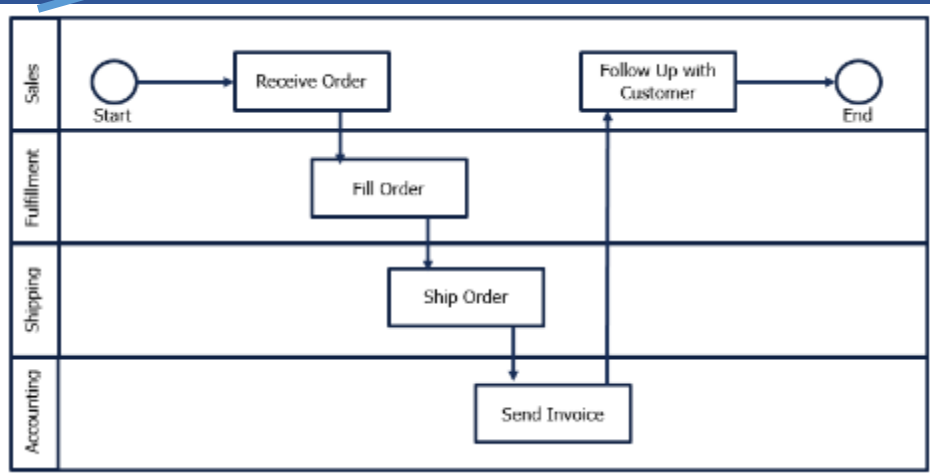 Sales
Start
Receive Order
Follow Up with
Customer
End
Fulfillment
Fill Order
Shipping
Ship Order
Accounting
Send Invoice